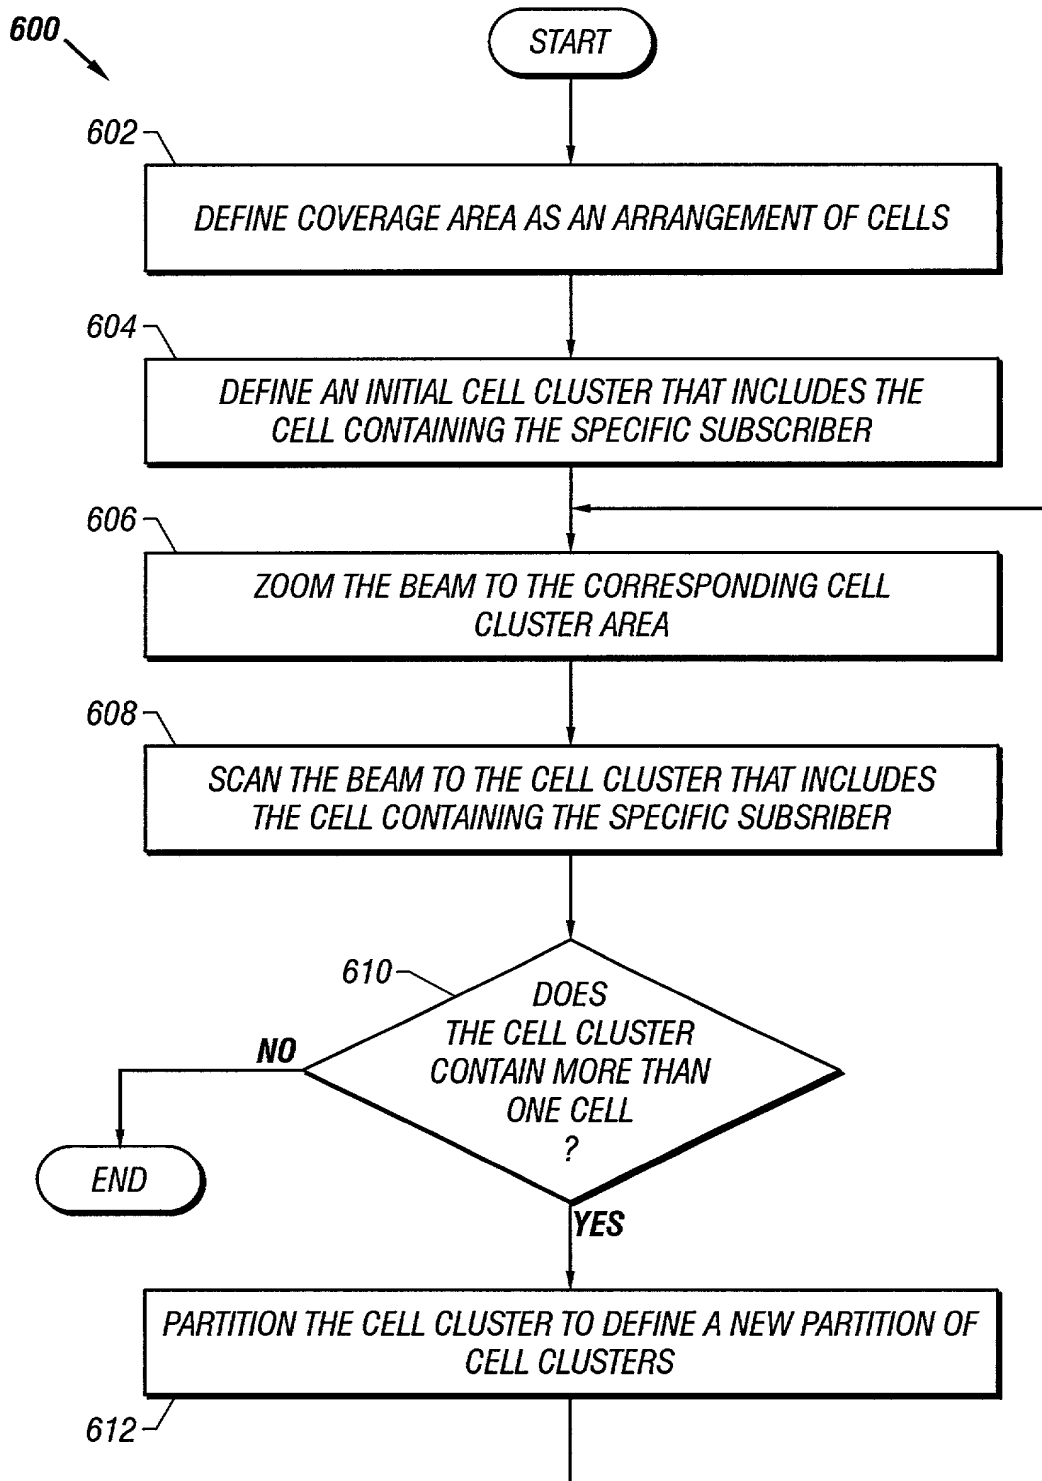 600
START
602
DEFINE COVERAGE AREA AS AN ARRANGEMENT OF CELLS
604
DEFINE AN INITIAL CELL CLUSTER THAT INCLUDES THE
CELL CONTAINING THE SPECIFIC SUBSCRIBER
606
ZOOM THE BEAM TO THE CORRESPONDING CELL
CLUSTER AREA
608
SCAN THE BEAM TO THE CELL CLUSTER THAT INCLUDES
THE CELL CONTAINING THE SPECIFIC SUBSRIBER
610
DOES
THE CELL CLUSTER
CONTAIN MORE THAN
ONE CELL
?
NO
END
YES
PARTITION THE CELL CLUSTER TO DEFINE A NEW PARTITION OF
CELL CLUSTERS
612